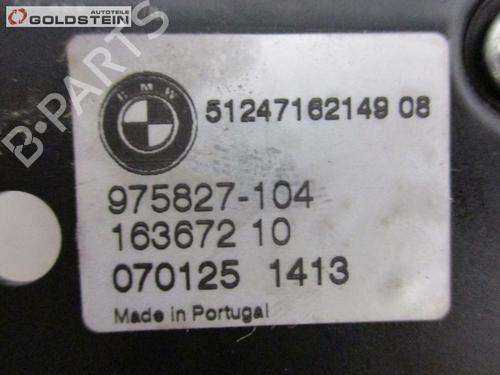 AUTOTEILE
GOLDSTEIN
BMW
51247162149 08
975827-104
163672 10
070125 1413
Made in Portugal
B-PARTS